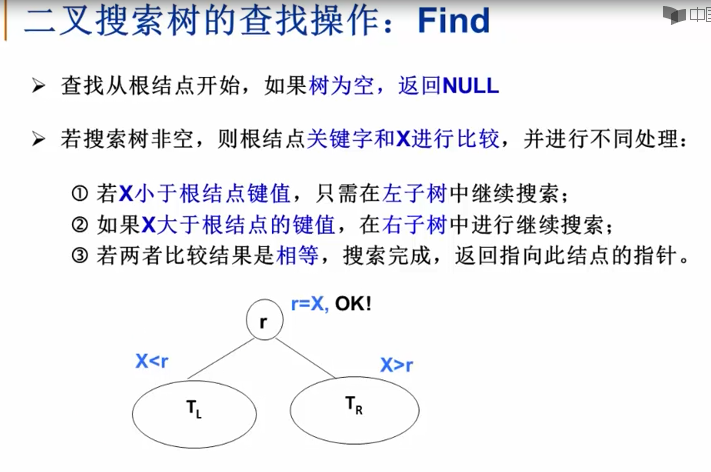 二叉搜索树的查找操作：Find
中国
➢ 查找从根结点开始，如果树为空，返回NULL
➢ 若搜索树非空，则根结点关键字和X进行比较，并进行不同处理：
① 若X小于根结点键值，只需在左子树中继续搜索；
② 如果X大于根结点的键值，在右子树中进行继续搜索；
③ 若两者比较结果是相等，搜索完成，返回指向此结点的指针。
r=X, OK!
r
X<r
X>r
TL
TR